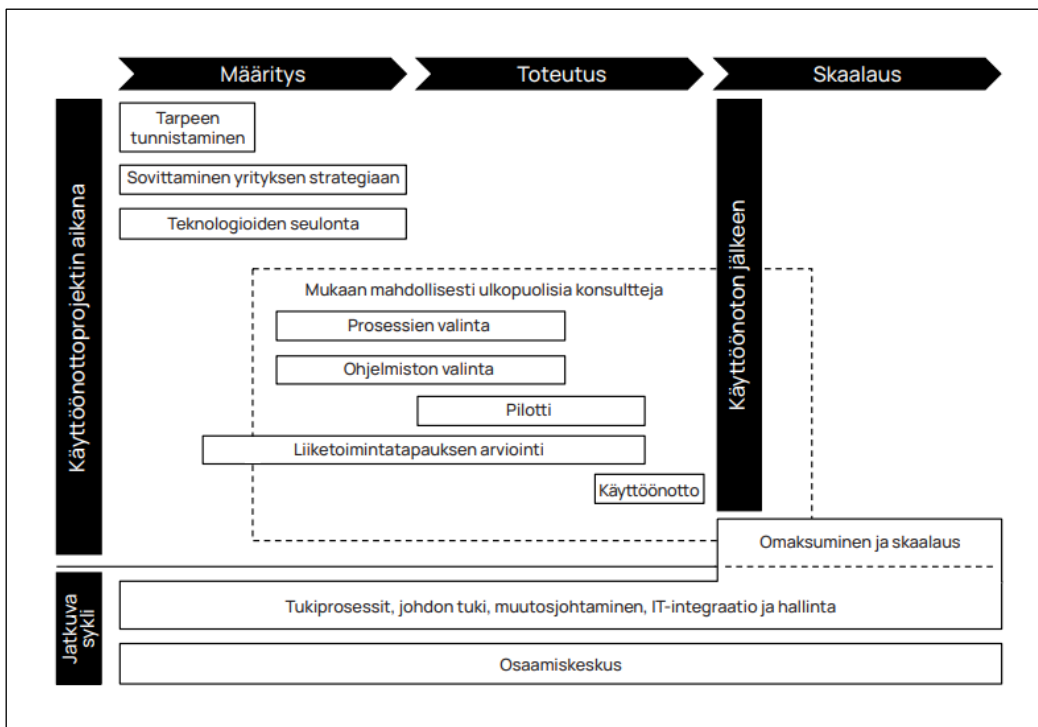 Määritys
Toteutus
Skaalaus
Käyttöönottoprojektin aikana
Tarpeen
tunnistaminen
Sovittaminen yrityksen strategiaan
Teknologioiden seulonta
Mukaan mahdollisesti ulkopuolisia konsultteja
Prosessien valinta
Ohjelmiston valinta
Pilotti
Liiketoimintatapauksen arviointi
Käyttöönotto
Käyttöönoton jälkeen
Omaksuminen ja skaalaus
Jatkuva
sykli
Tukiprosessit, johdon tuki, muutosjohtaminen, IT-integraatio ja hallinta
Osaamiskeskus